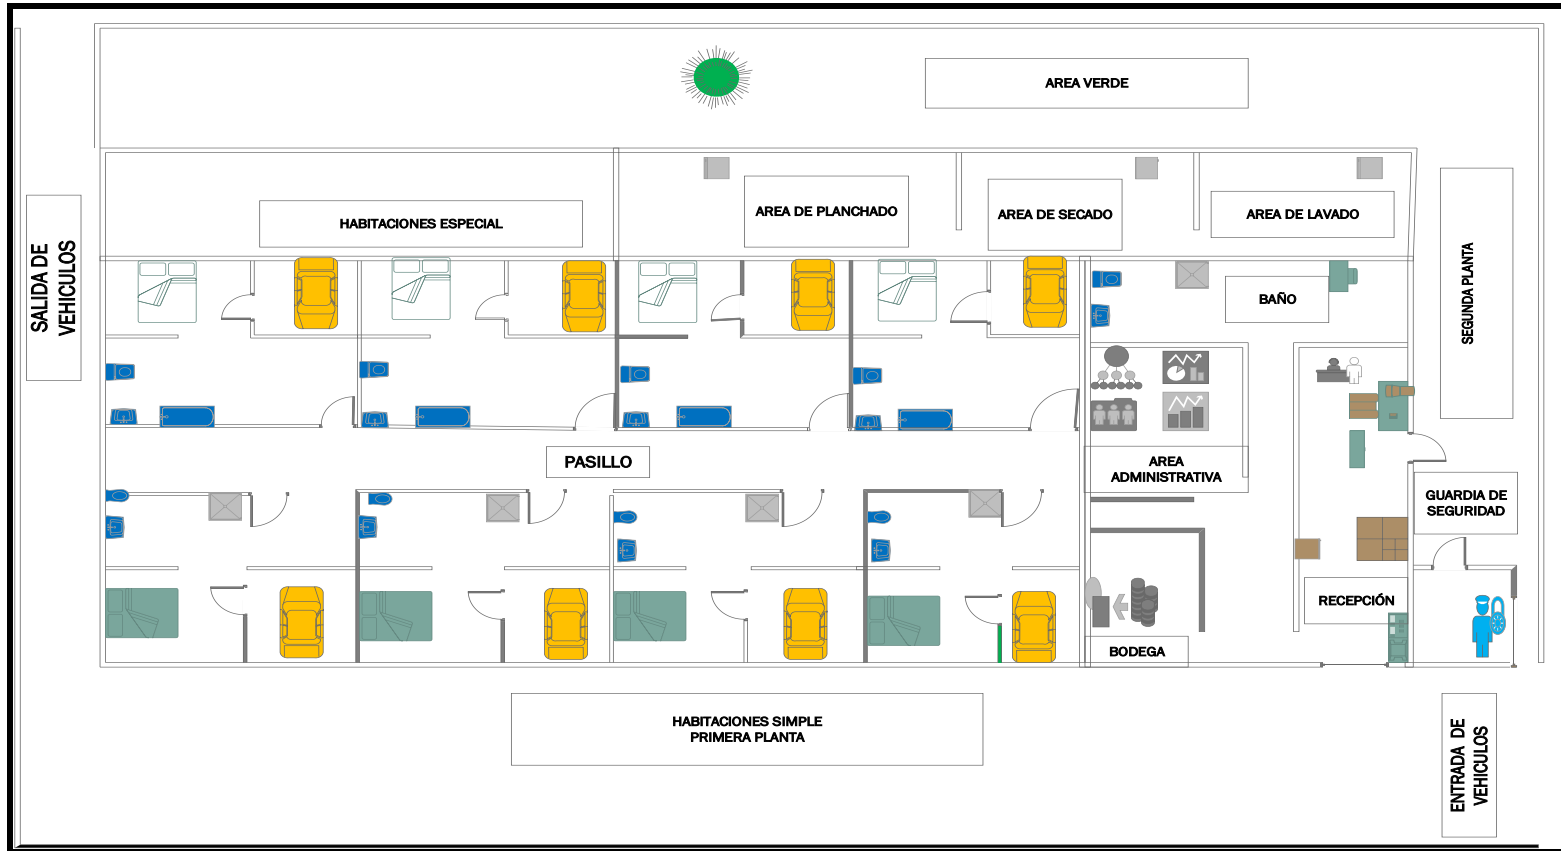 AREA VERDE
HABITACIONES ESPECIAL
AREA DE PLANCHADO
AREA DE SECADO
AREA DE LAVADO
SALIDA DE
VEHICULOS
SEGUNDA PLANTA
BAÑO
PASILLO
AREA
ADMINISTRATIVA
GUARDIA DE
SEGURIDAD
RECEPCIÓN
BODEGA
HABITACIONES SIMPLE
PRIMERA PLANTA
ENTRADA DE
VEHICULOS